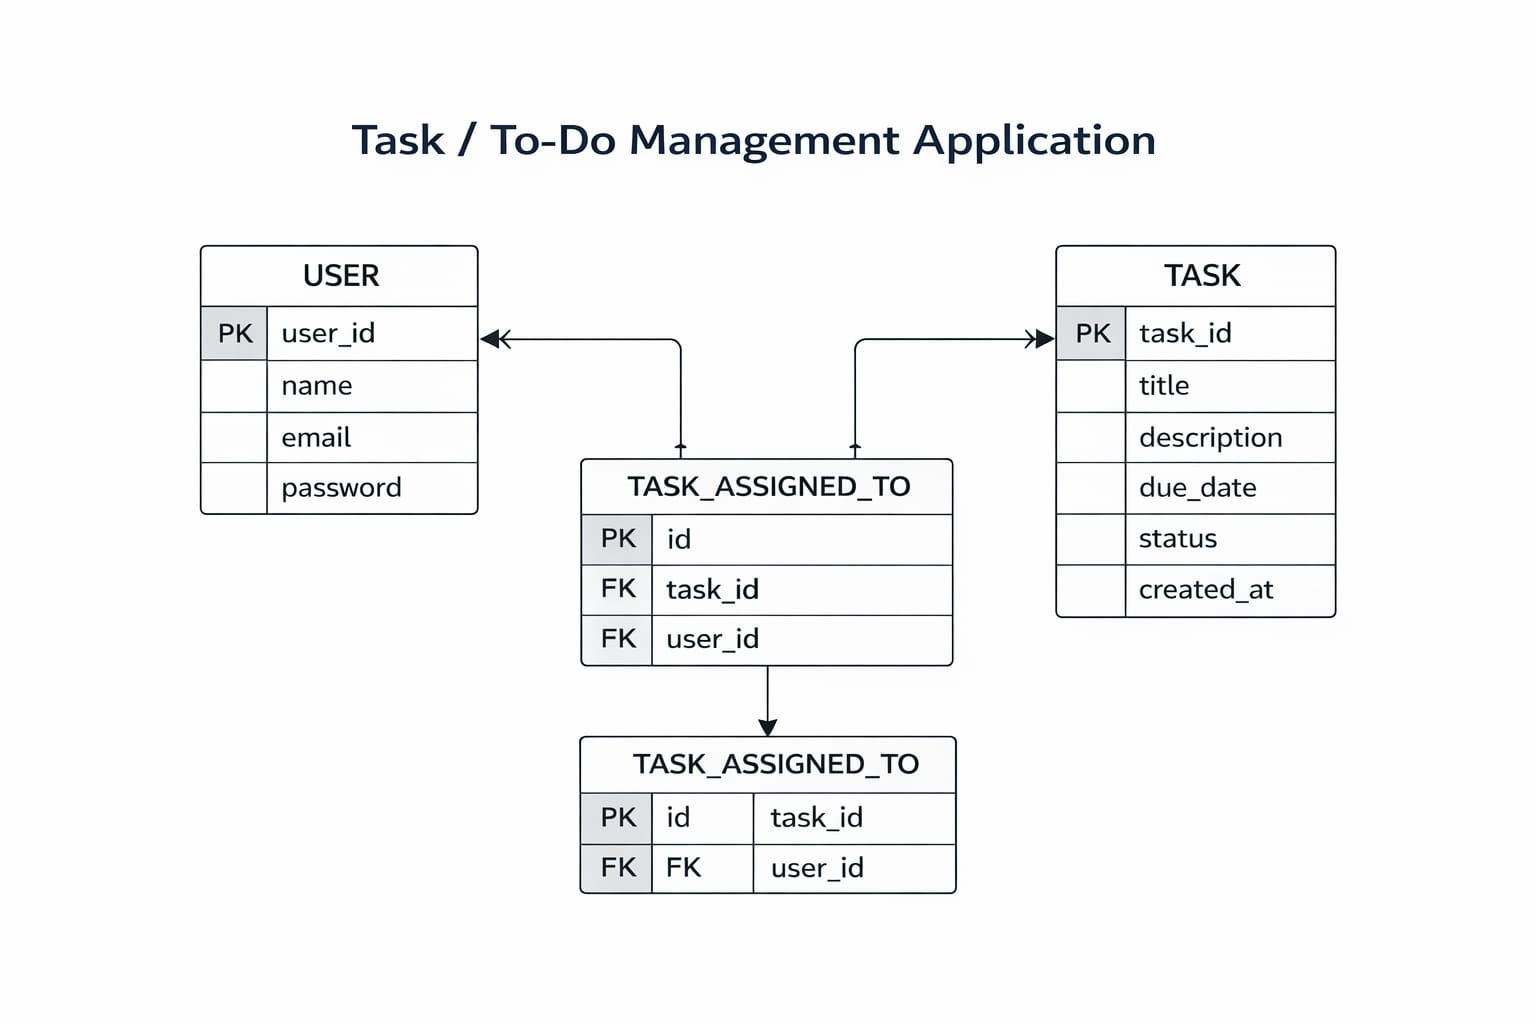 Task / To-Do Management Application
USER
PK user_id
name
email
password
TASK
PK task_id
title
description
due_date
status
created_at
TASK_ASSIGNED_TO
PK id
FK task_id
FK user_id
TASK_ASSIGNED_TO
PK id task_id
FK FK user_id